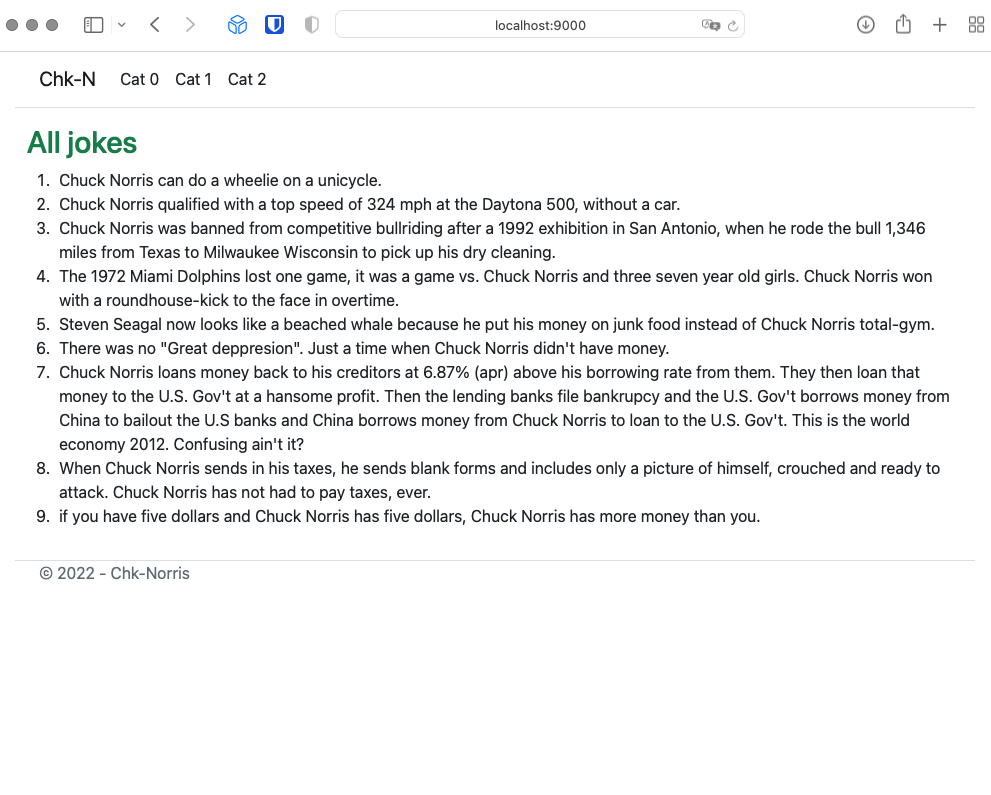 localhost:9000
Chk-N Cat 0 Cat 1 Cat 2
All jokes
1. Chuck Norris can do a wheelie on a unicycle.
2. Chuck Norris qualified with a top speed of 324 mph at the Daytona 500, without a car.
3. Chuck Norris was banned from competitive bullriding after a 1992 exhibition in San Antonio, when he rode the bull 1,346
miles from Texas to Milwaukee Wisconsin to pick up his dry cleaning.
4. The 1972 Miami Dolphins lost one game, it was a game vs. Chuck Norris and three seven year old girls. Chuck Norris won
with a roundhouse-kick to the face in overtime.
5. Steven Seagal now looks like a beached whale because he put his money on junk food instead of Chuck Norris total-gym.
6. There was no "Great deppresion". Just a time when Chuck Norris didn't have money.
7. Chuck Norris loans money back to his creditors at 6.87% (apr) above his borrowing rate from them. They then loan that
money to the U.S. Gov't at a hansome profit. Then the lending banks file bankrupcy and the U.S. Gov't borrows money from
China to bailout the U.S banks and China borrows money from Chuck Norris to loan to the U.S. Gov't. This is the world
economy 2012. Confusing ain't it?
8. When Chuck Norris sends in his taxes, he sends blank forms and includes only a picture of himself, crouched and ready to
attack. Chuck Norris has not had to pay taxes, ever.
9. if you have five dollars and Chuck Norris has five dollars, Chuck Norris has more money than you.
© 2022 - Chk-Norris